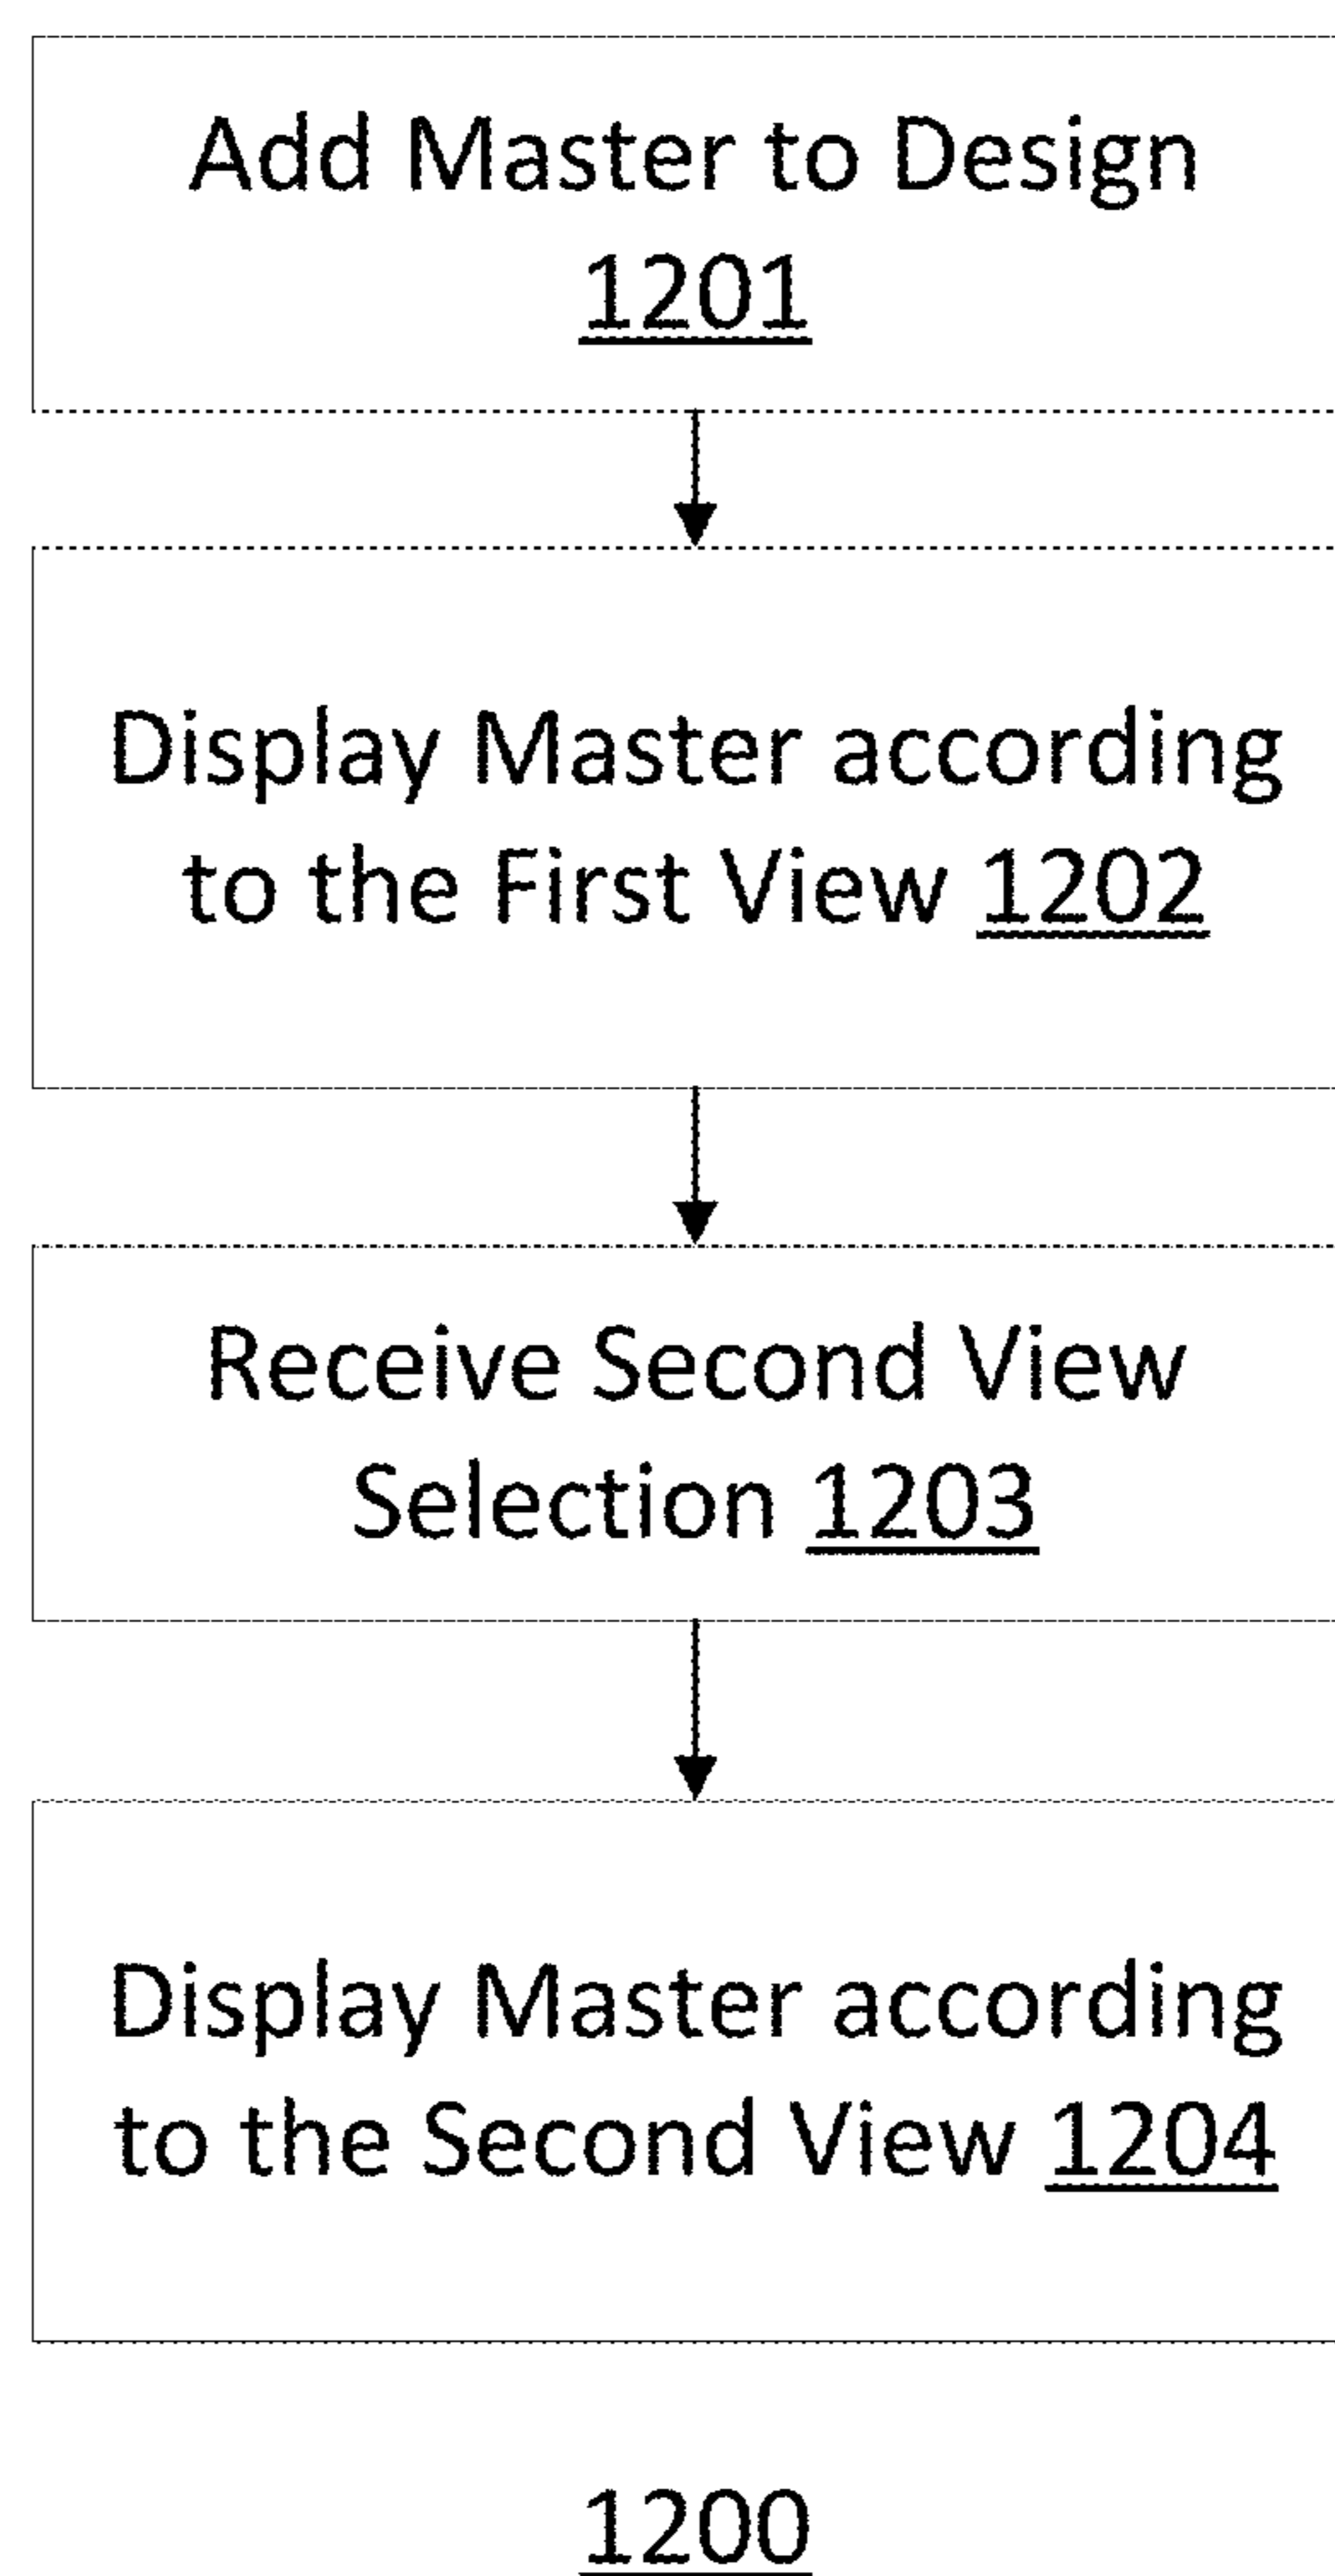 Add Master to Design
1201
Display Master according
to the First View 1202
Receive Second View
Selection 1203
Display Master according
to the Second View 1204
1200